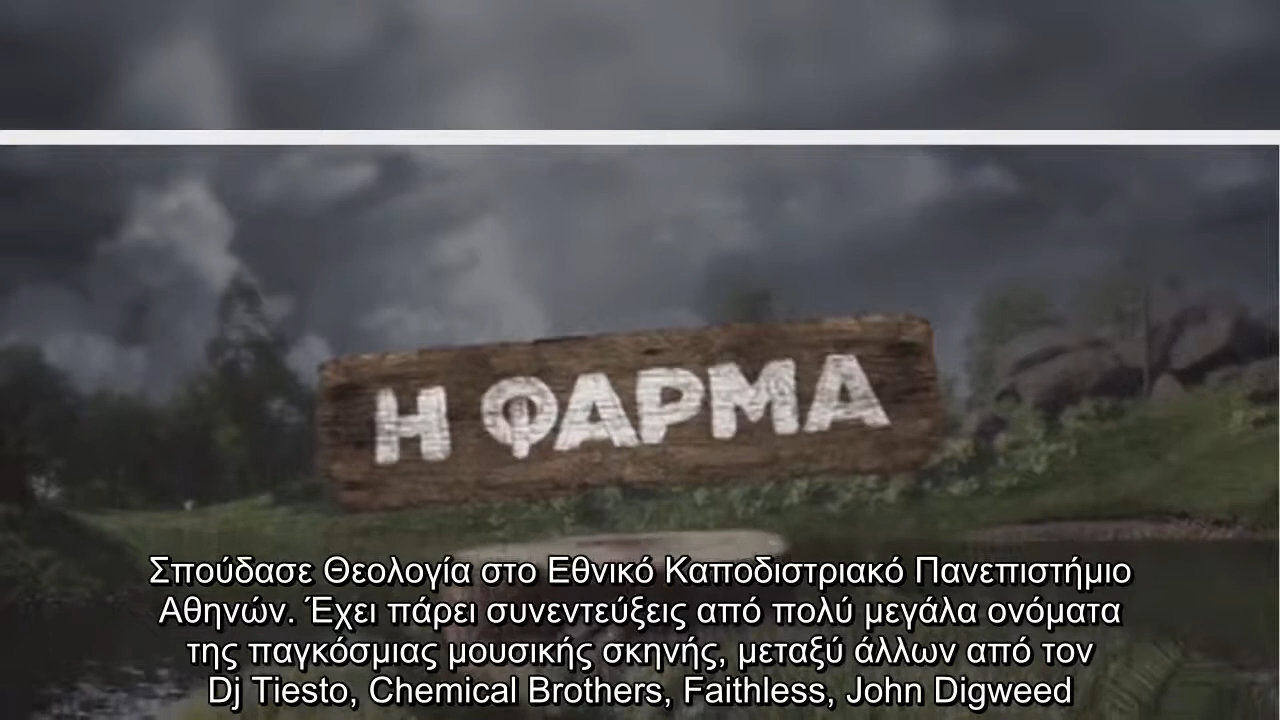 Η ΦΑΡΜΑ
Σπούδασε Θεολογία στο Εθνικό Καποδιστριακό Πανεπιστήμιο
Αθηνών. Έχει πάρει συνεντεύξεις από πολύ μεγάλα ονόματα
της παγκόσμιας μουσικής σκηνής, μεταξύ άλλων από τον
Dj Tiesto, Chemical Brothers, Faithless, John Digweed